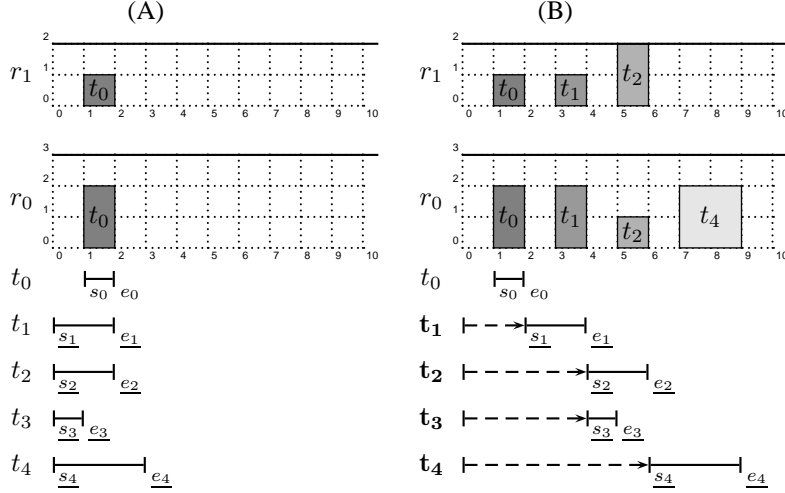 (A) (B)
2 2
r₁ 1 t₀ r₁ 1 t₀ t₁ t₂
0 0
0 1 2 3 4 5 6 7 8 9 10 0 1 2 3 4 5 6 7 8 9 10
3 3
2 2
r₀ 1 t₀ r₀ 1 t₀ t₁ t₂ t₄
0 0
0 1 2 3 4 5 6 7 8 9 10 0 1 2 3 4 5 6 7 8 9 10
t₀ s₀ e₀ t₀ s₀ e₀
t₁ s₁ e₁ t₁ s₁ e₁
t₂ s₂ e₂ t₂ s₂ e₂
t₃ s₃ e₃ t₃ s₃ e₃
t₄ s₄ e₄ t₄ s₄ e₄